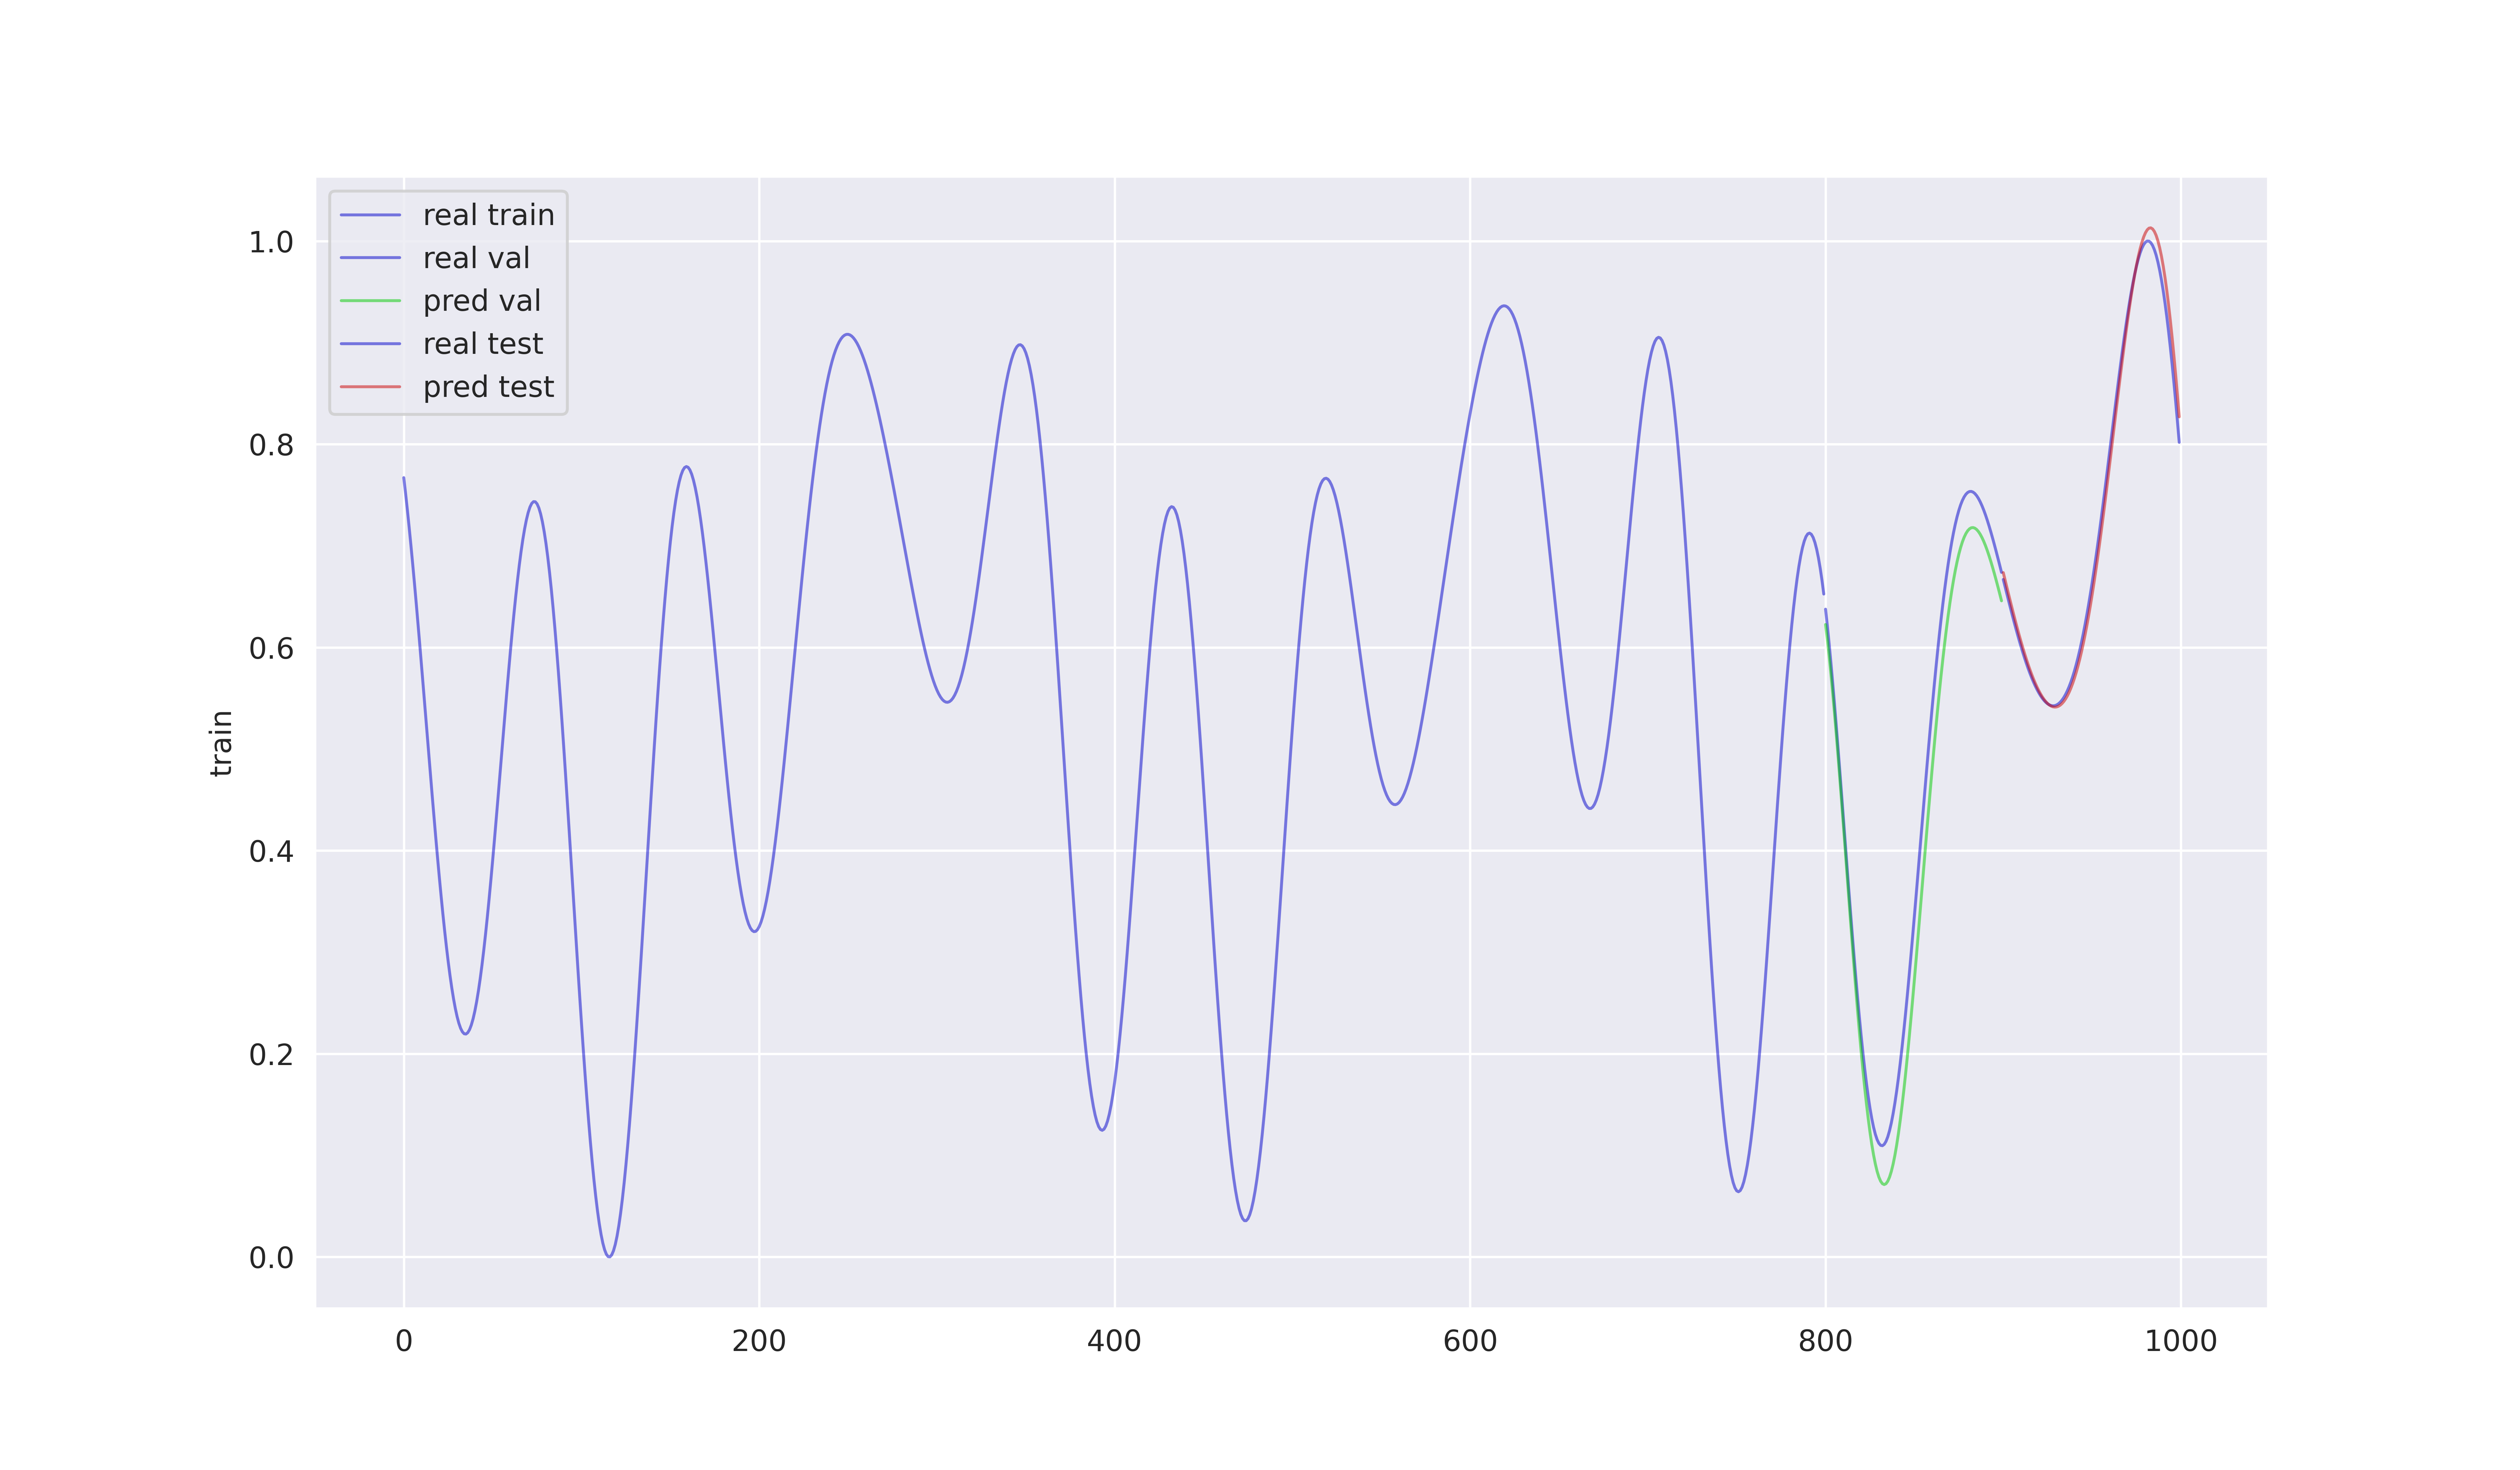 real train
real val
pred val
real test
pred test
1.0
0.8
0.6
0.4
0.2
0.0
train
0 200 400 600 800 1000